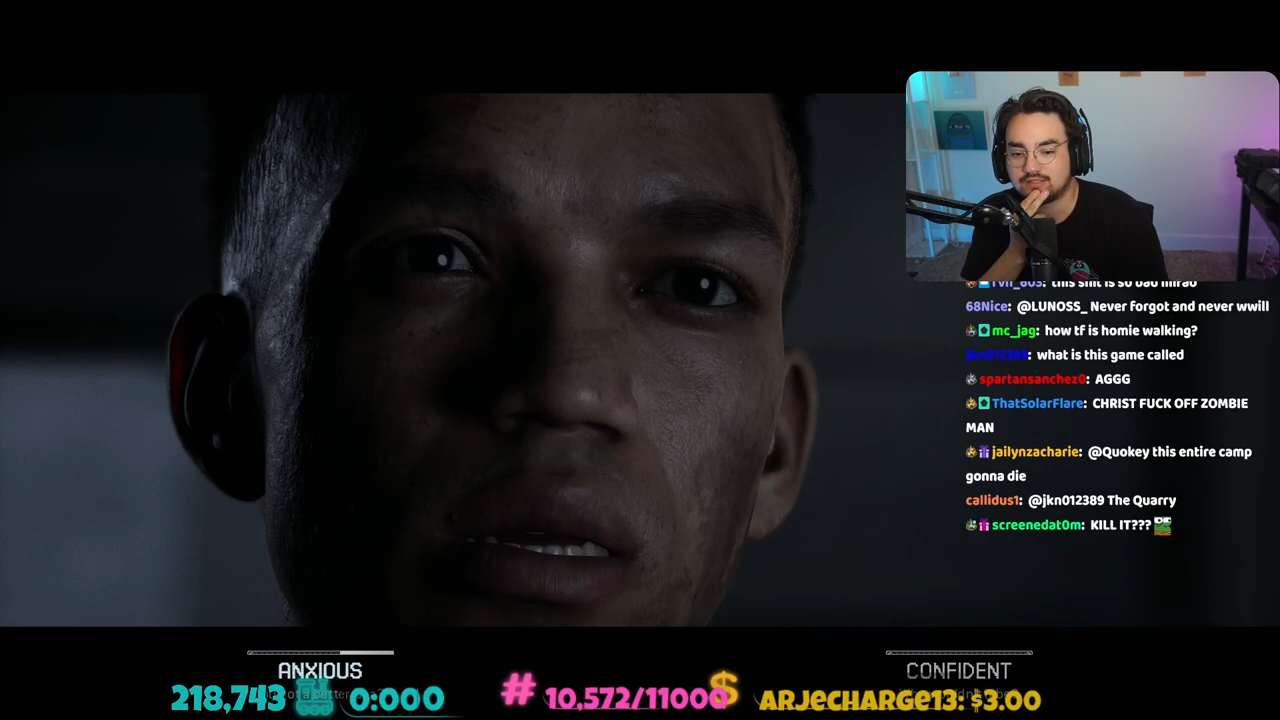 68Nice: @LUNOSS_ Never forgot and never wwill
mc_jag: how tf is homie walking?
jkn012389: what is this game called
spartansanchez0: AGGG
ThatSolarFlare: CHRIST FUCK OFF ZOMBIE
MAN
jailynzacharie: @Quokey this entire camp
gonna die
callidus1: @jkn012389 The Quarry
screenedat0m: KILL IT???
ANXIOUS
CONFIDENT
218,743
0:000
# 10,572/11000
$ ARJECHARGE13: $3.00